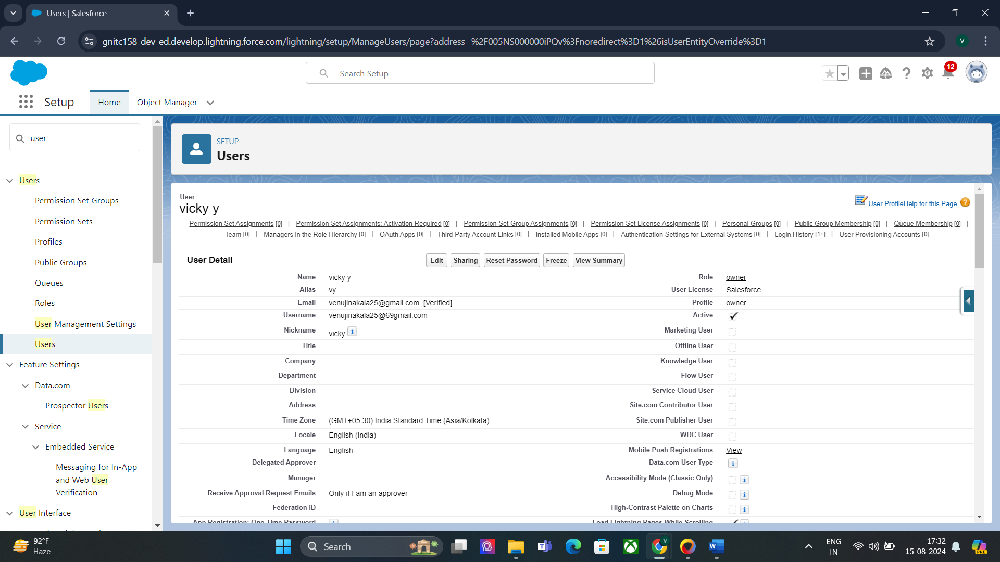 Users | Salesforce
gnitc158-dev-ed.develop.lightning.force.com/lightning/setup/ManageUsers/page?address=%2F005NS000000iPQv%3Fnoredirect%3D1%26isUserEntityOverride%3D1
V
Search Setup
12
Setup
Home
Object Manager
user
Users
Permission Set Groups
Permission Sets
Profiles
Public Groups
Queues
Roles
User Management Settings
Users
Feature Settings
Data.com
Prospector Users
Service
Embedded Service
Messaging for In-App
and Web User
Verification
User Interface
SETUP
Users
User
vicky y
User Profile Help for this Page
Permission Set Assignments [0] | Permission Set Assignments: Activation Required [0] | Permission Set Group Assignments [0] | Permission Set License Assignments [0] | Personal Groups [0] | Public Group Membership [0] | Queue Membership [0] |
Team [0] | Managers in the Role Hierarchy [0] | OAuth Apps [0] | Third-Party Account Links [0] | Installed Mobile Apps [0] | Authentication Settings for External Systems [0] | Login History [1+] | User Provisioning Accounts [0]
User Detail
Edit Sharing Reset Password Freeze View Summary
Name vicky y Role owner
Alias vy User License Salesforce
Email venujinakala25@gmail.com [Verified] Profile owner
Username venujinakala25@69gmail.com Active
Nickname vicky Marketing User
Title Offline User
Company Knowledge User
Department Flow User
Division Service Cloud User
Address Site.com Contributor User
Time Zone (GMT+05:30) India Standard Time (Asia/Kolkata) Site.com Publisher User
Locale English (India) WDC User
Language English Mobile Push Registrations View
Delegated Approver Data.com User Type
Manager Accessibility Mode (Classic Only)
Receive Approval Request Emails Only if I am an approver Debug Mode
Federation ID High-Contrast Palette on Charts
App Registration: One-Time Password Load Lightning Pages While Scrolling
92°F
Haze
Search
ENG
IN
17:32
15-08-2024
PRE